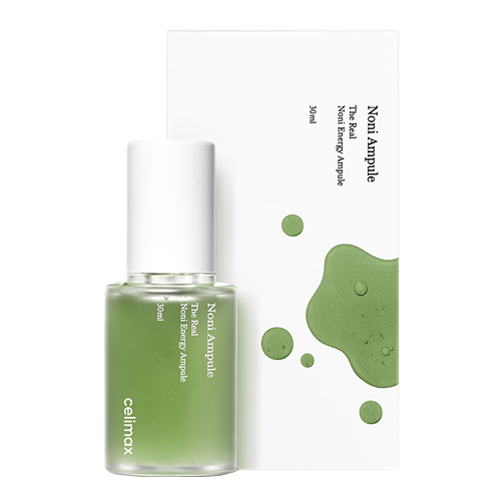 Noni Ampule
The Real
Noni Energy Ampule
30ml
Noni Ampule
The Real
Noni Energy Ampule
30ml
celimax